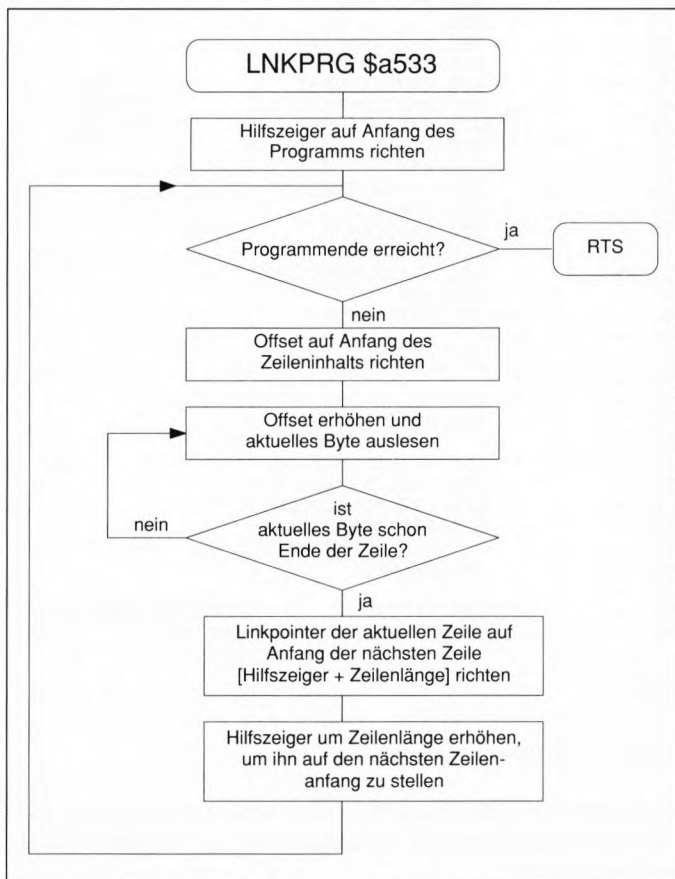 LNKPRG $a533
Hilfszeiger auf Anfang des
Programms richten
Programmende erreicht?
ja
RTS
nein
Offset auf Anfang des
Zeileninhalts richten
Offset erhöhen und
aktuelles Byte auslesen
ist
aktuelles Byte schon
Ende der Zeile?
nein
ja
Linkpointer der aktuellen Zeile auf
Anfang der nächsten Zeile
[Hilfszeiger + Zeilenlänge] richten
Hilfszeiger um Zeilenlänge erhöhen,
um ihn auf den nächsten Zeilen-
anfang zu stellen